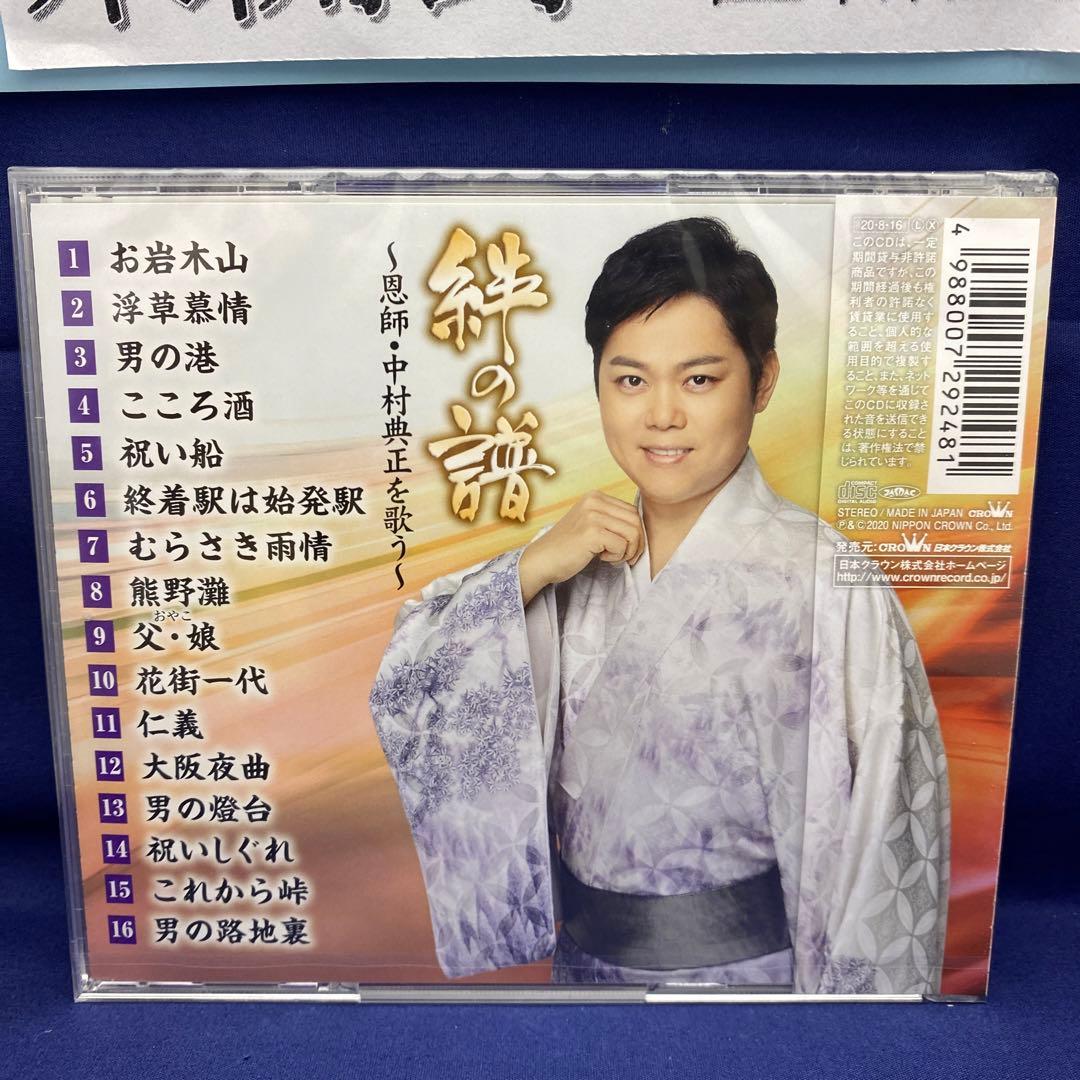 1 お岩木山
2 浮草慕情
3 男の港
4 こころ酒
5 祝い船
6 終着駅は始発駅
7 むらさき雨情
8 熊野灘
おやこ
9 父・娘
10 花街一代
11 仁義
12 大阪夜曲
13 男の燈台
14 祝いしぐれ
15 これから峠
16 男の路地裏
絆の譜
〜恩師・中村典正を歌う〜
20・8・16 L X
このCDは、一定
期間貸与非許諾
商品ですが、この
期間経過後も権
利者の許諾なく
賃貸業に使用す
ること、個人的な
範囲を超える使
用目的で複製す
ること、また、ネット
ワーク等を通じて
このCDに収録され
た音を送信でき
る状態にすることは、
著作権法で禁
じられています。
4 988007 292481
COMPACT
disc
DIGITAL AUDIO
JASRAC
STEREO / MADE IN JAPAN CROWN
P & C 2020 NIPPON CROWN Co., Ltd.
発売元: CROWN 日本クラウン株式会社
日本クラウン株式会社ホームページ
http://www.crownrecord.co.jp/